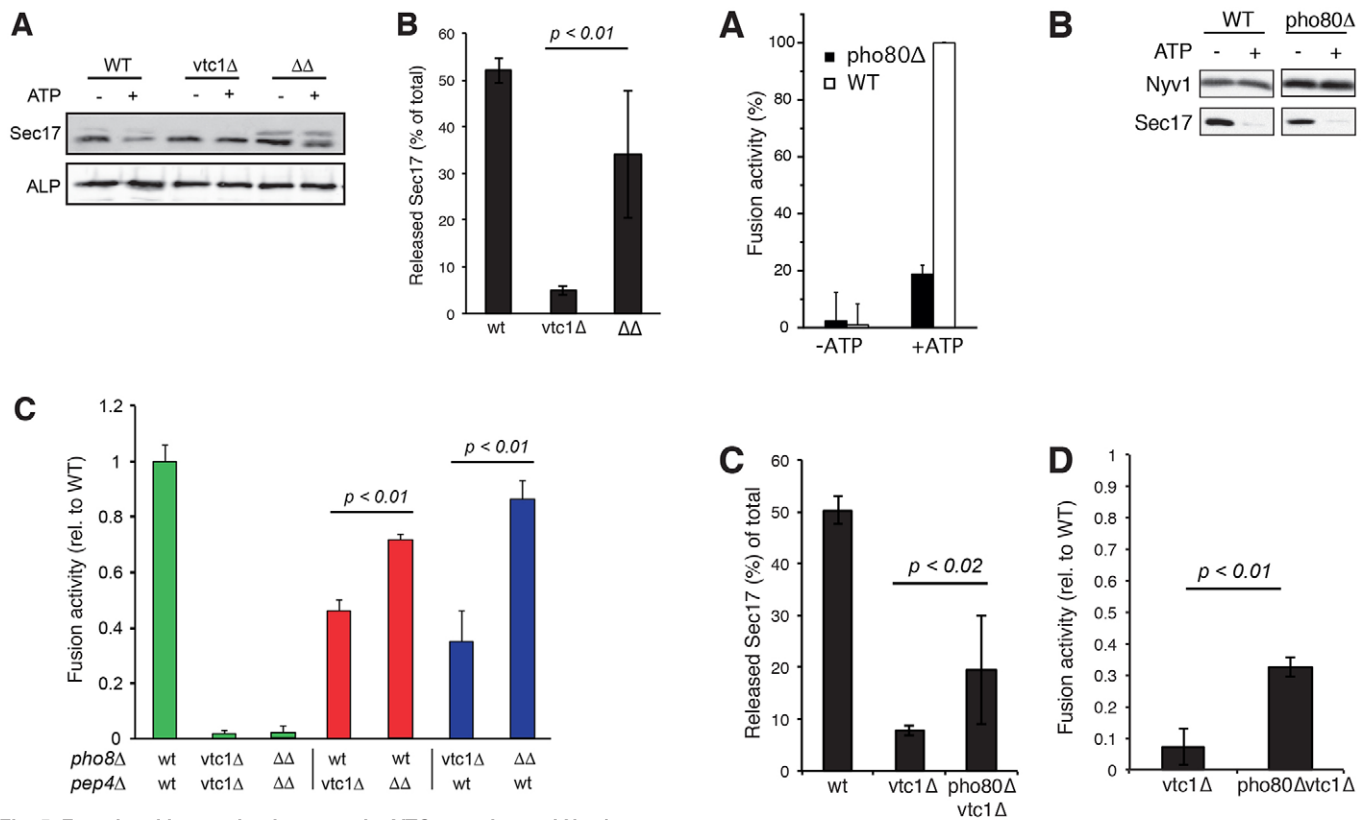 A
WT vtc1Δ ΔΔ
ATP - + - + - +
Sec17
ALP
B
p < 0.01
Released Sec17 (% of total)
60
50
40
30
20
10
0
wt vtc1Δ ΔΔ
A
Fusion activity (%)
pho80Δ
WT
100
80
60
40
20
0
-ATP +ATP
B
WT pho80Δ
ATP - + - +
Nyv1
Sec17
C
Fusion activity (rel. to WT)
1.2
1
0.8
0.6
0.4
0.2
0
p < 0.01
p < 0.01
pho8Δ wt vtc1Δ ΔΔ wt wt vtc1Δ ΔΔ
pep4Δ wt vtc1Δ ΔΔ vtc1Δ ΔΔ wt wt
C
Released Sec17 (%) of total
60
50
40
30
20
10
0
p < 0.02
wt vtc1Δ pho80Δ
vtc1Δ
D
Fusion activity (rel. to WT)
1
0.9
0.8
0.7
0.6
0.5
0.4
0.3
0.2
0.1
0
p < 0.01
vtc1Δ pho80Δvtc1Δ